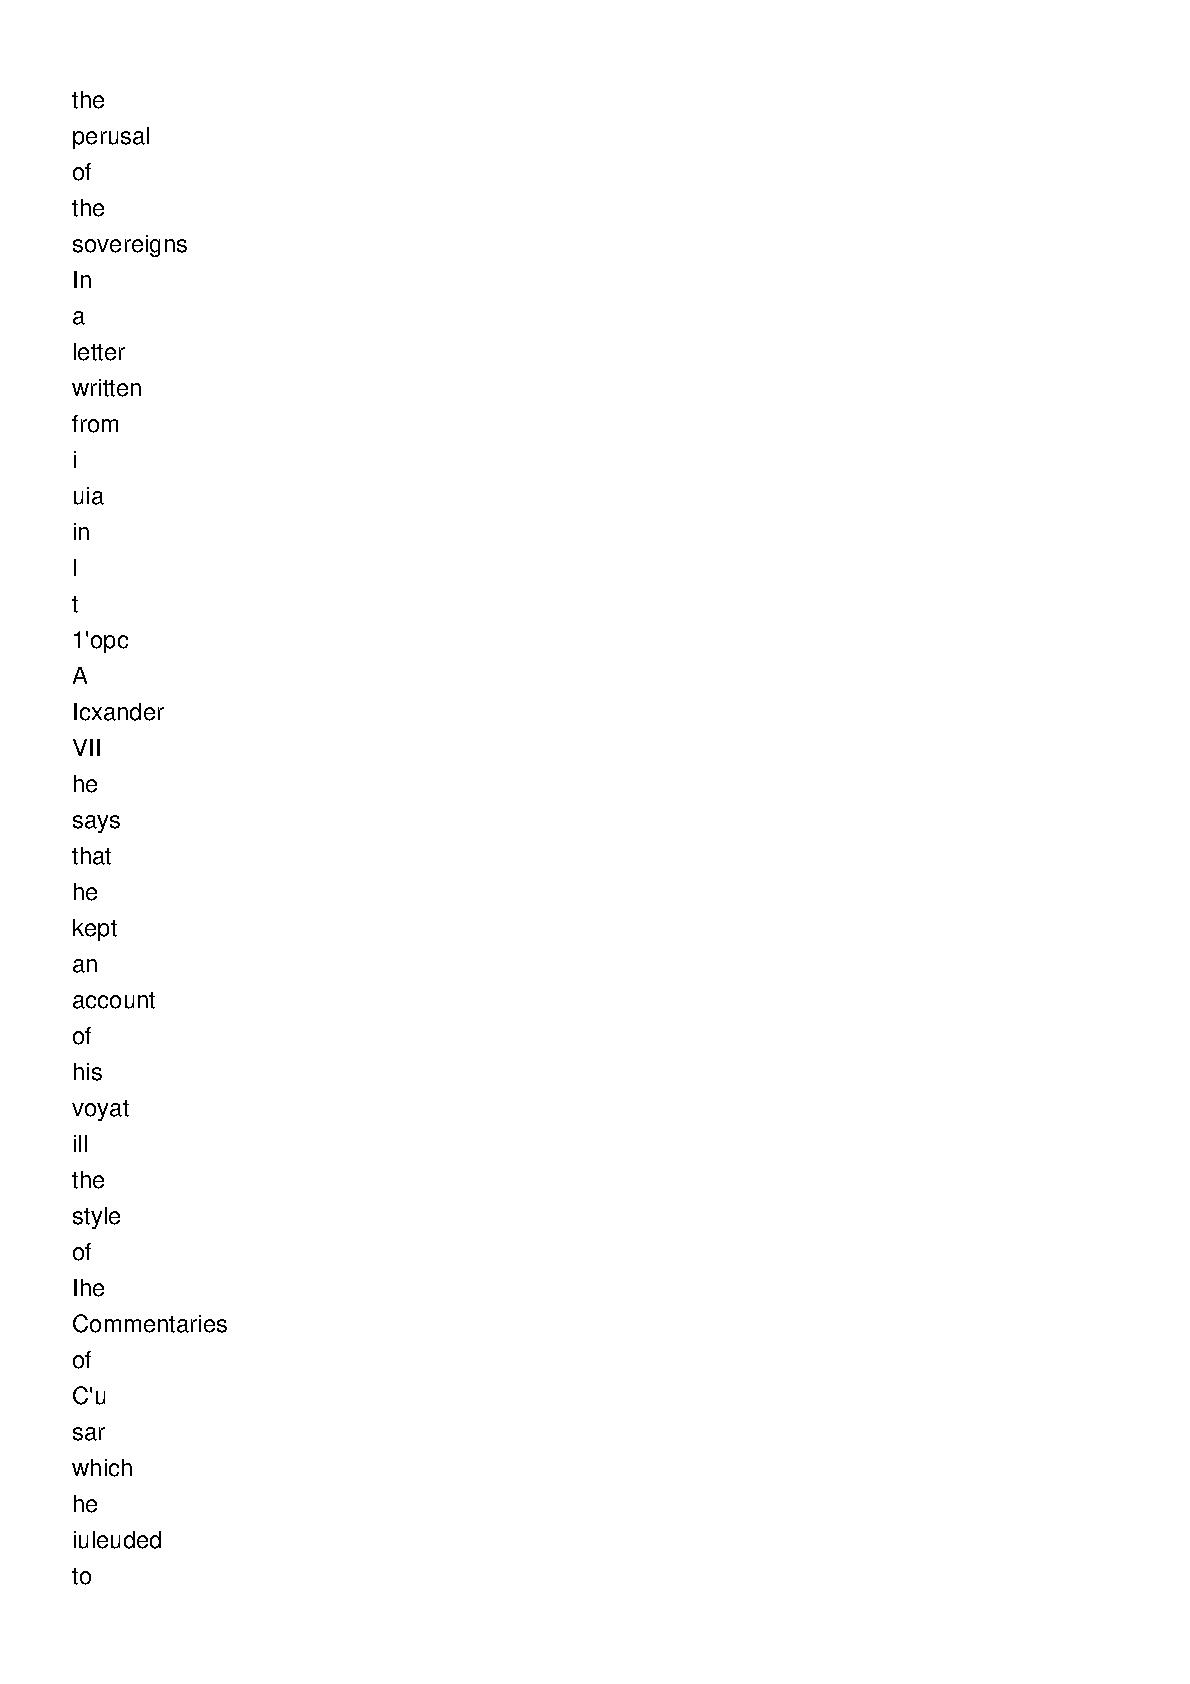 the
perusal
of
the
sovereigns
In
a
letter
written
from
i
uia
in
I
t
1'opc
A
Icxander
VII
he
says
that
he
kept
an
account
of
his
voyat
ill
the
style
of
Ihe
Commentaries
of
C'u
sar
which
he
iuleuded
to